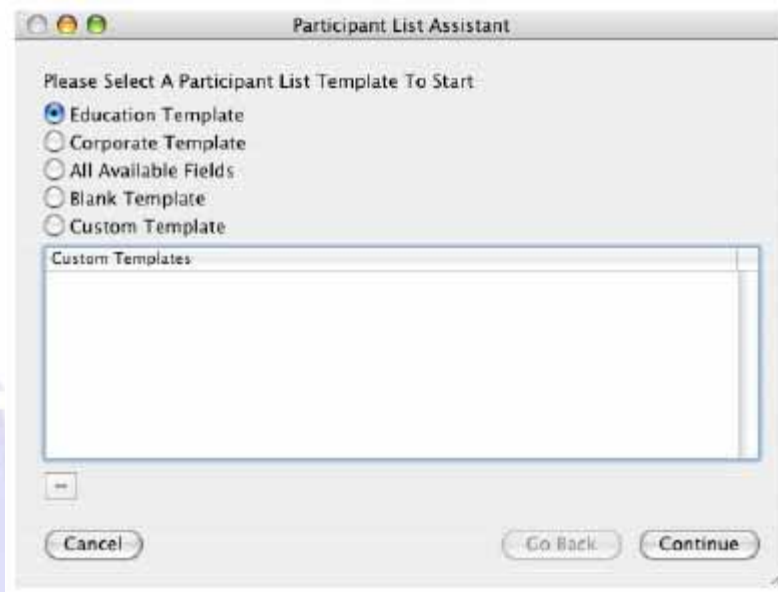 Participant List Assistant
Please Select A Participant List Template To Start
Education Template
Corporate Template
All Available Fields
Blank Template
Custom Template
Custom Templates
Cancel
Go Back
Continue